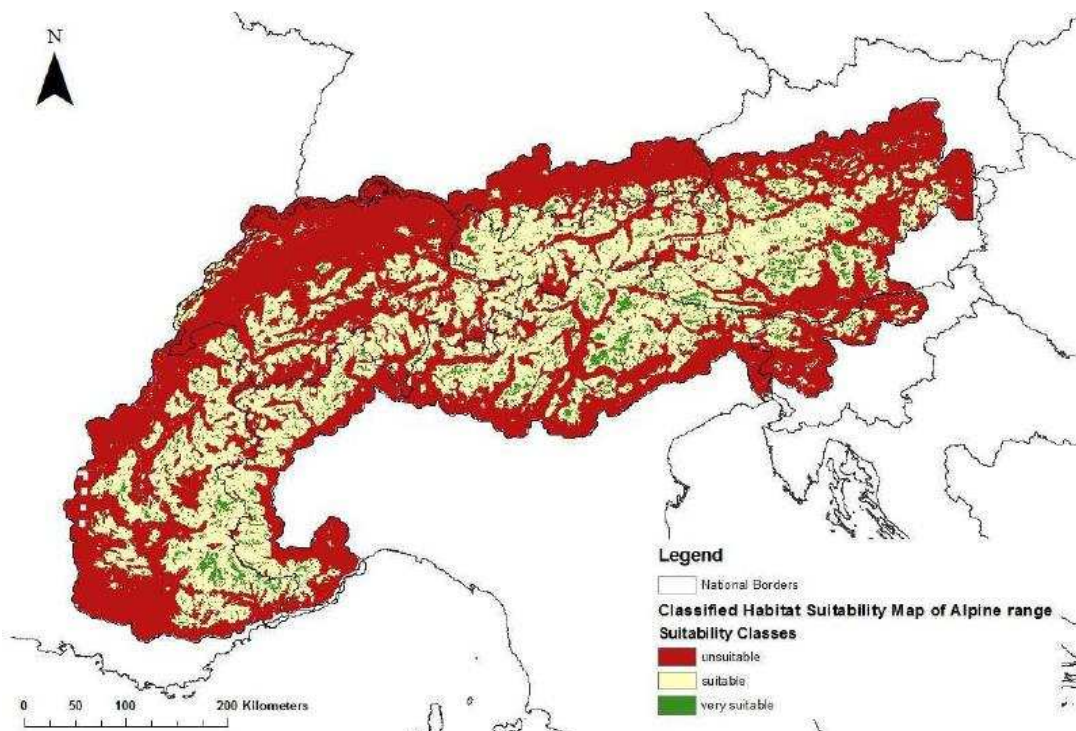 N
Legend
National Borders
Classified Habitat Suitability Map of Alpine range
Suitability Classes
unsuitable
suitable
very suitable
0 50 100 200 Kilometers